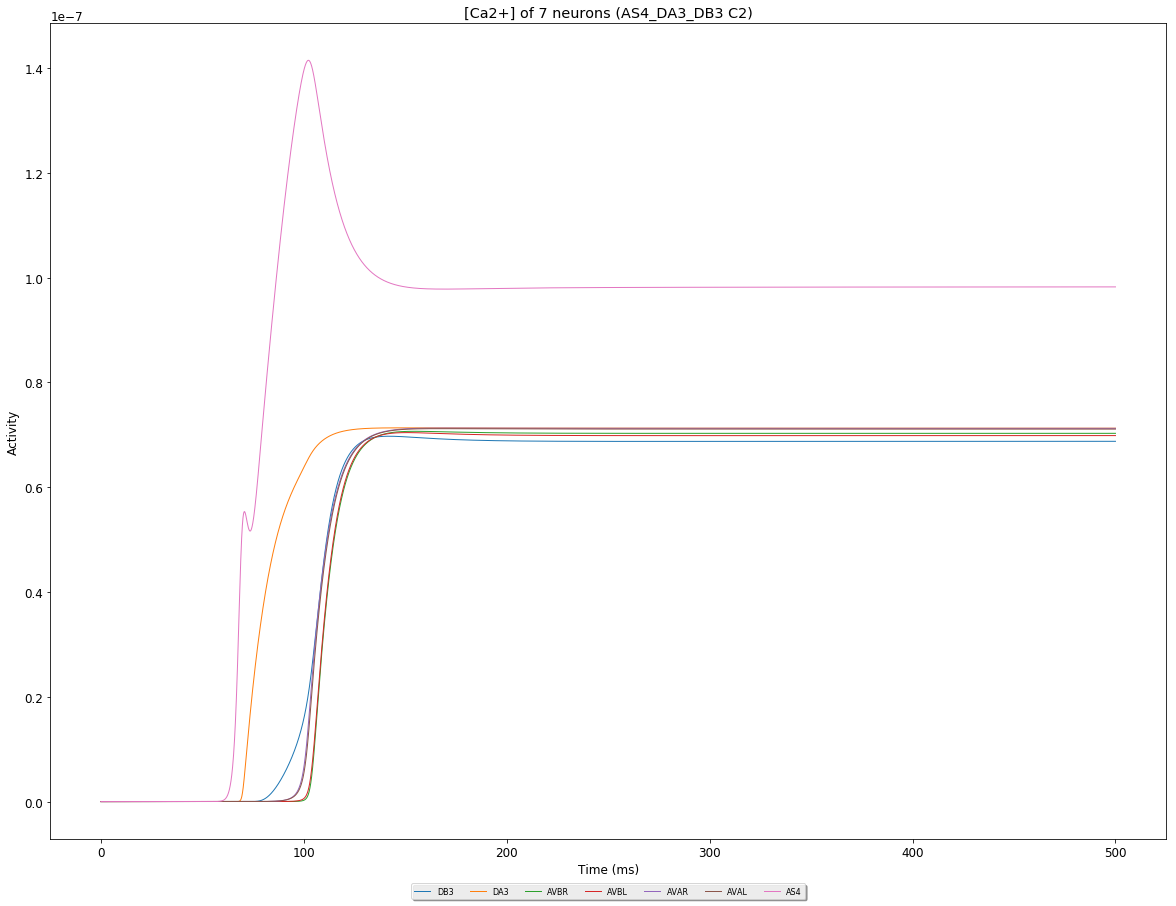 [Ca2+] of 7 neurons (AS4_DA3_DB3 C2)
1e−7
1.4
1.2
1.0
0.8
0.6
0.4
0.2
0.0
Activity
0 100 200 300 400 500
Time (ms)
DB3 DA3 AVBR AVBL AVAR AVAL AS4